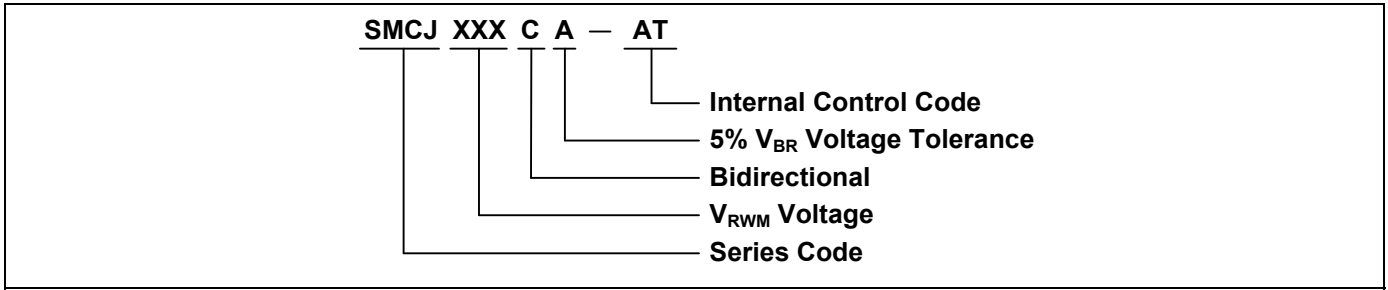 SMCJ XXX C A — AT
Internal Control Code
5% VBR Voltage Tolerance
Bidirectional
VRWM Voltage
Series Code